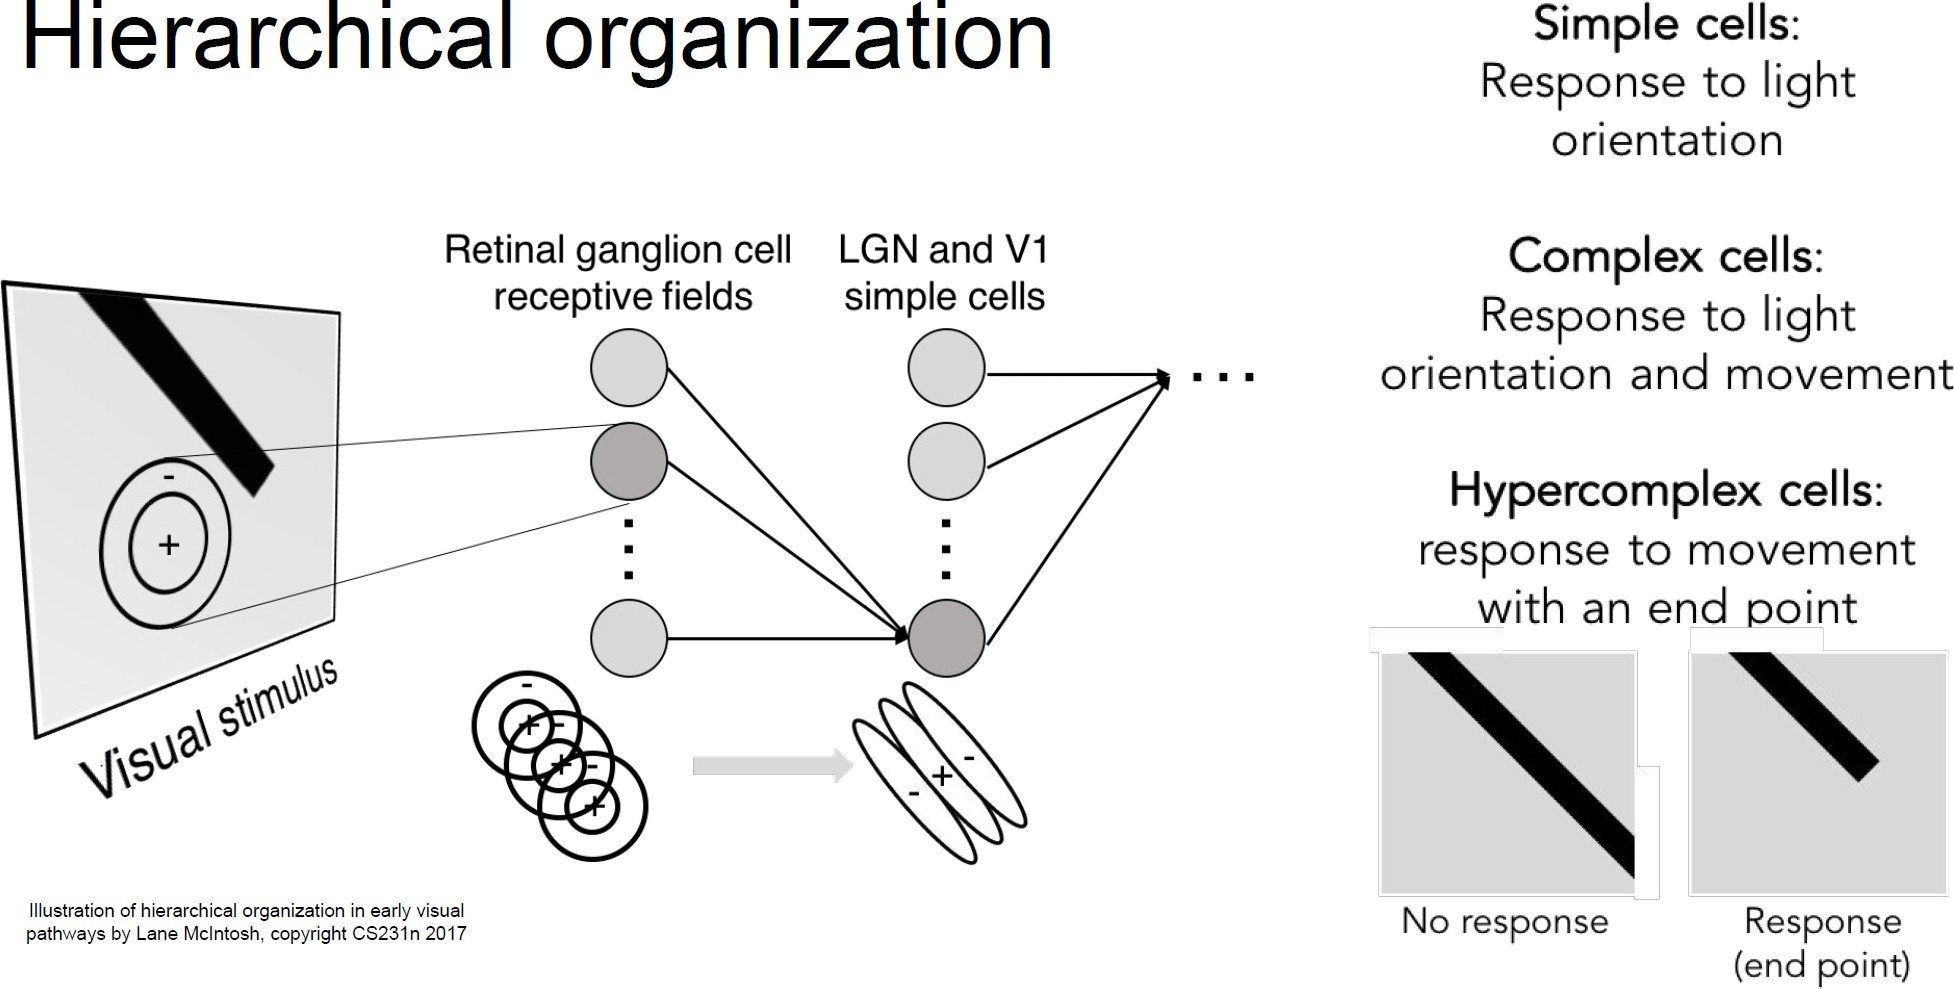 Hierarchical organization
Simple cells:
Response to light
orientation
Complex cells:
Response to light
orientation and movement
Hypercomplex cells:
response to movement
with an end point
No response
Response
(end point)
Retinal ganglion cell
receptive fields
LGN and V1
simple cells
. . .
-
+
Visual stimulus
-
+
-
+
-
+
-
+
-
Illustration of hierarchical organization in early visual
pathways by Lane McIntosh, copyright CS231n 2017